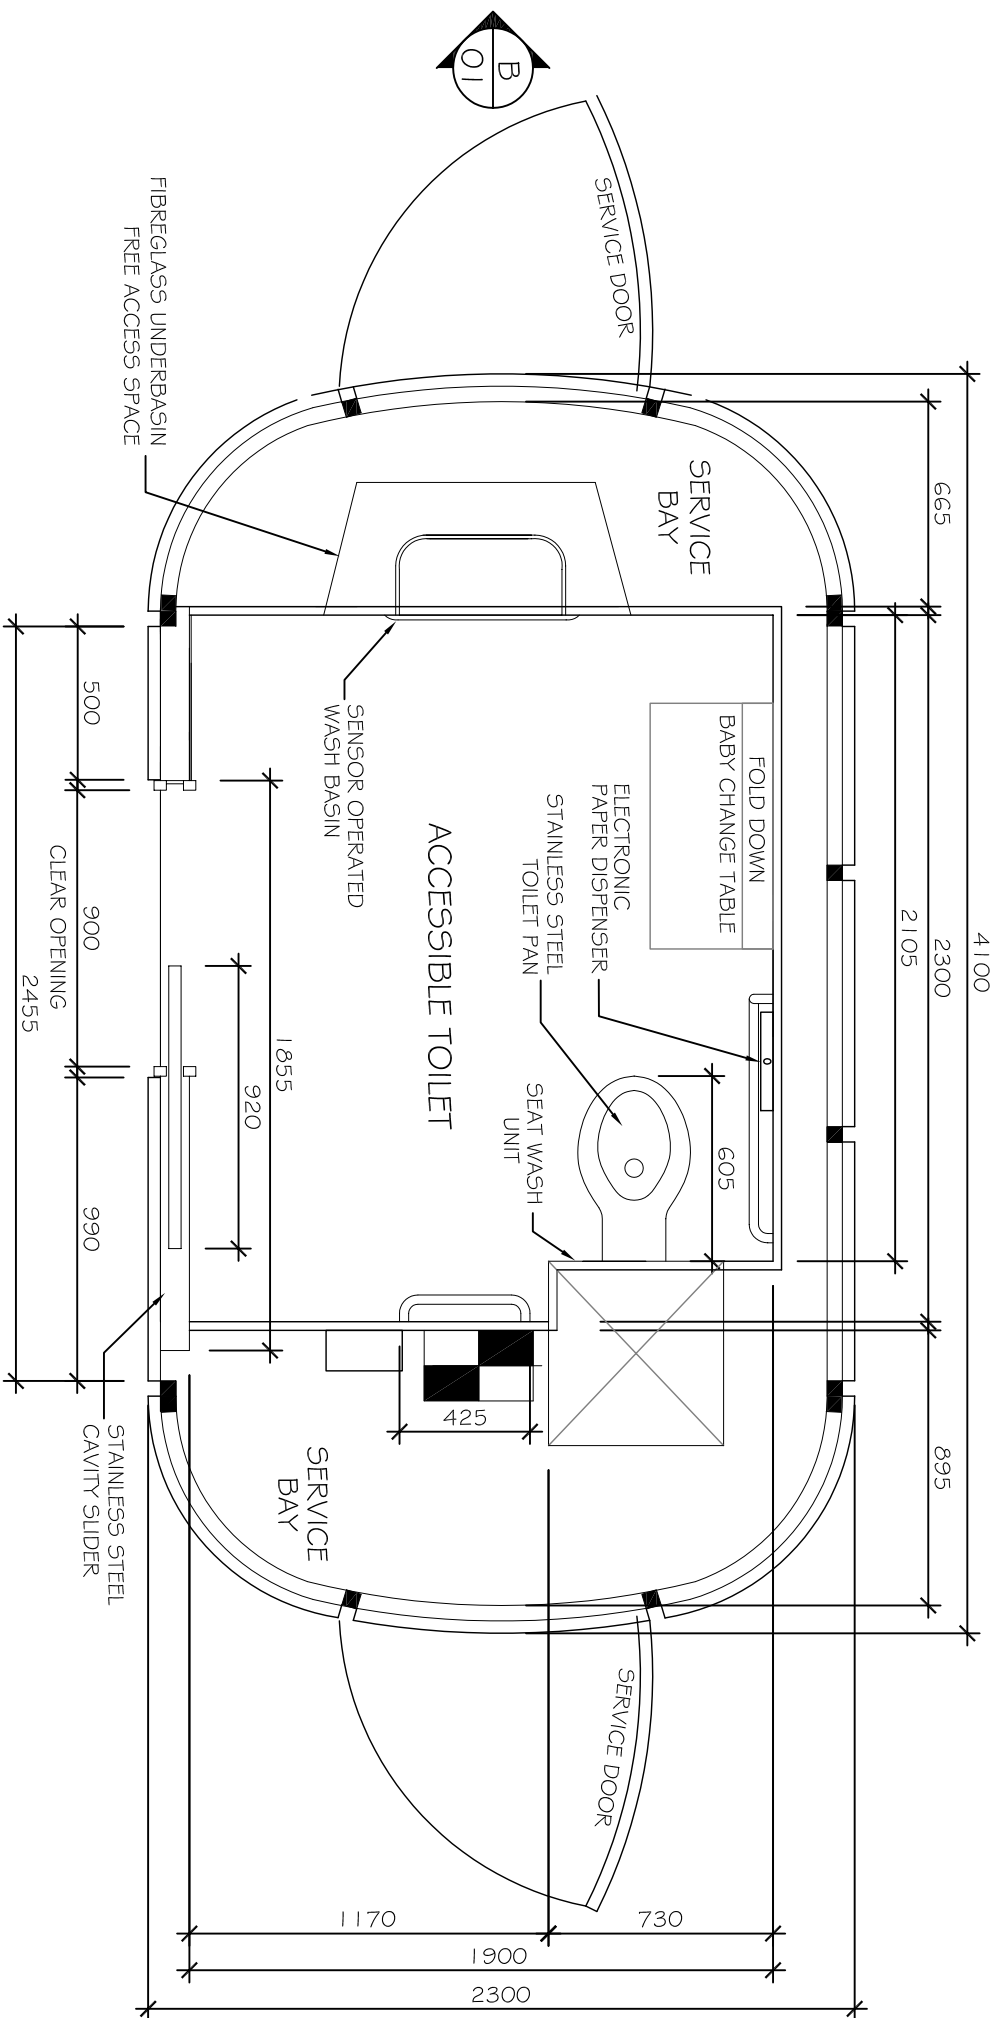 B
01
SERVICE DOOR
FIBREGLASS UNDERBASIN
FREE ACCESS SPACE
4100
665
2300
895
2105
SERVICE
BAY
FOLD DOWN
BABY CHANGE TABLE
ELECTRONIC
PAPER DISPENSER
STAINLESS STEEL
TOILET PAN
605
SEAT WASH
UNIT
ACCESSIBLE TOILET
SENSOR OPERATED
WASH BASIN
425
SERVICE
BAY
1855
920
500
900
990
CLEAR OPENING
2455
STAINLESS STEEL
CAVITY SLIDER
SERVICE DOOR
1170
730
1900
2300